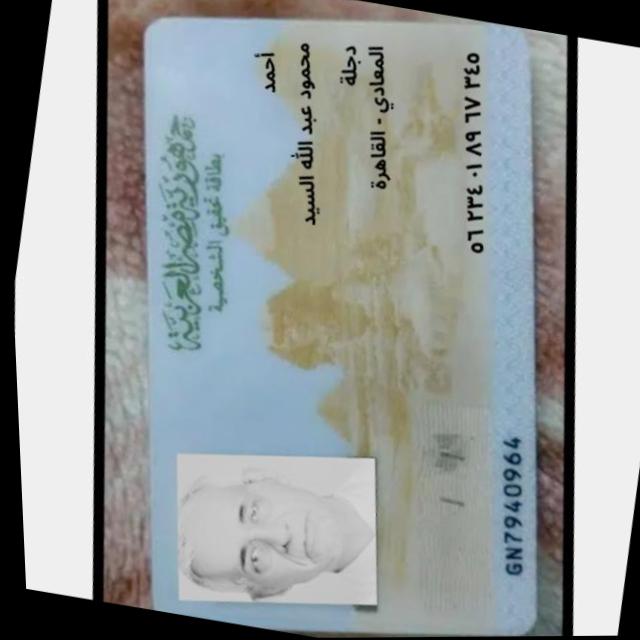 جمهورية مصر العربية
بطاقة تحقيق الشخصية
أحمد
محمود عبد الله السيد
دجلة
المعادي - القاهرة
٥٦ ٢٣٤ ٠١ ٨٩ ٦٧ ٣٤٥
GN7940964